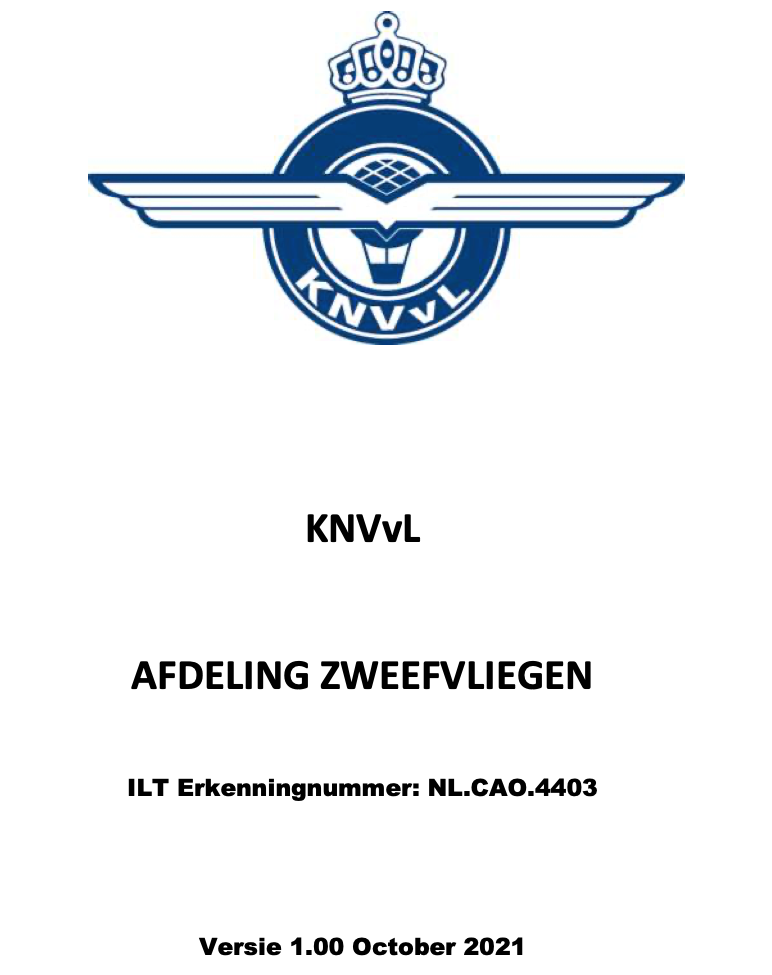 KNVvL
KNVvL
AFDELING ZWEEFVLIEGEN
ILT Erkenningnummer: NL.CAO.4403
Versie 1.00 October 2021